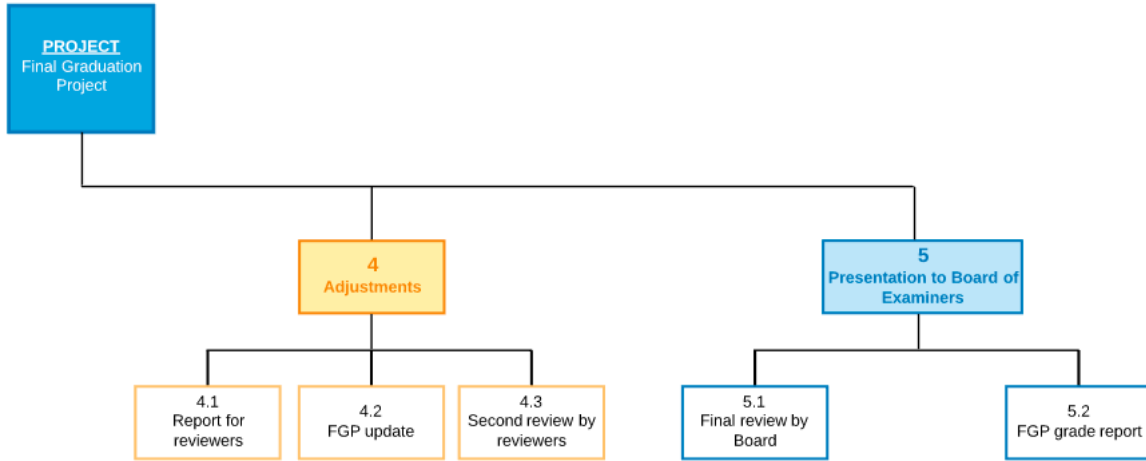 PROJECT
Final Graduation
Project
4
Adjustments
5
Presentation to Board of
Examiners
4.1
Report for
reviewers
4.2
FGP update
4.3
Second review by
reviewers
5.1
Final review by
Board
5.2
FGP grade report